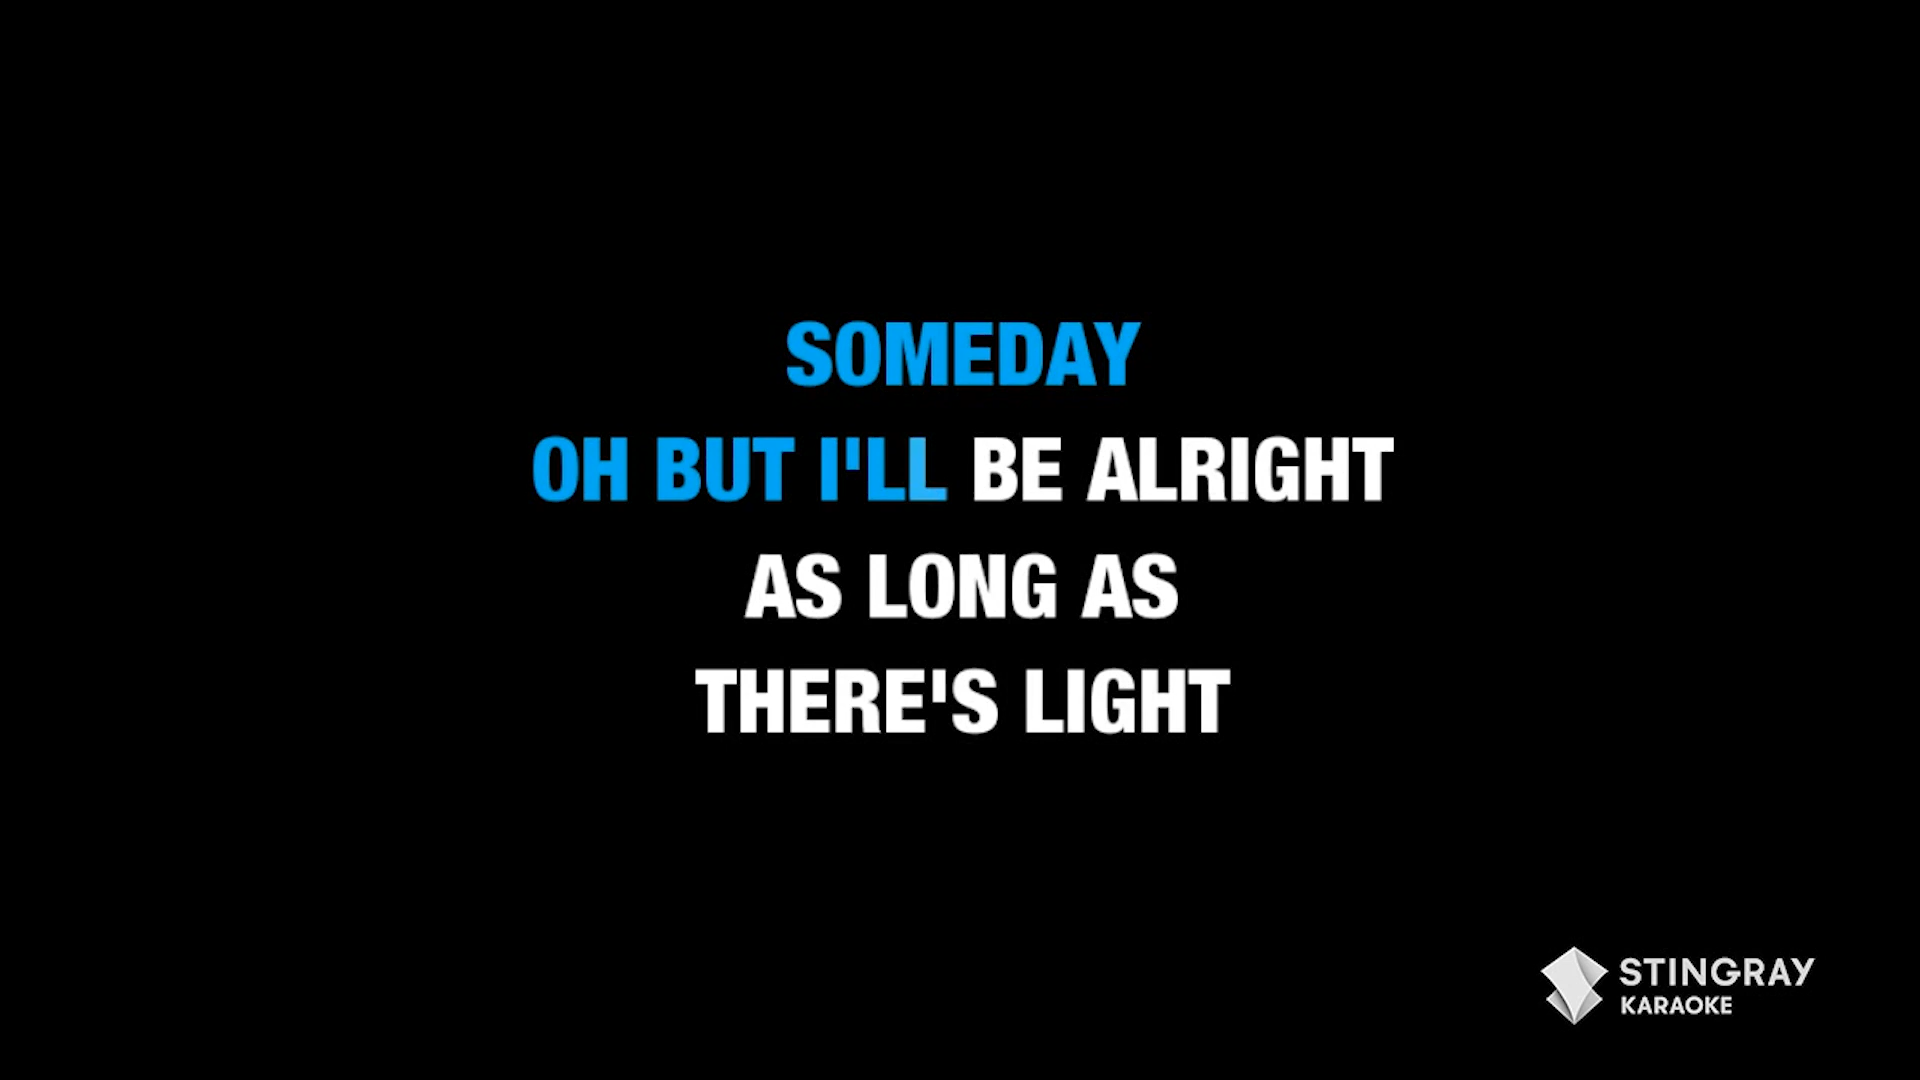 SOMEDAY
OH BUT I'LL BE ALRIGHT
AS LONG AS
THERE'S LIGHT
STINGRAY
KARAOKE